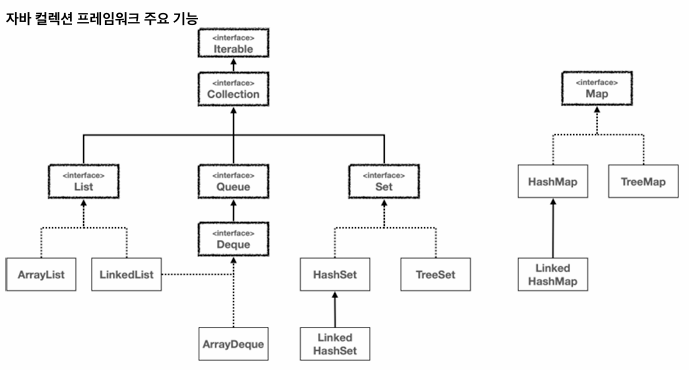 자바 컬렉션 프레임워크 주요 기능
<interface>
Iterable
<interface>
Collection
<interface>
Map
<interface>
List
<interface>
Queue
<interface>
Set
HashMap
TreeMap
<interface>
Deque
ArrayList
LinkedList
HashSet
TreeSet
Linked
HashMap
ArrayDeque
Linked
HashSet